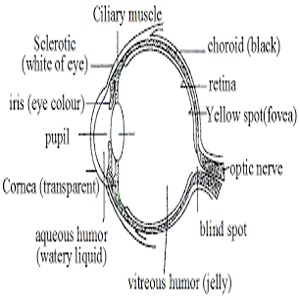 Ciliary muscle
Sclerotic
(white of eye)
choroid (black)
retina
iris (eye colour)
Yellow spot(fovea)
pupil
optic nerve
Cornea (transparent)
blind spot
aqueous humor
(watery liquid)
vitreous humor (jelly)